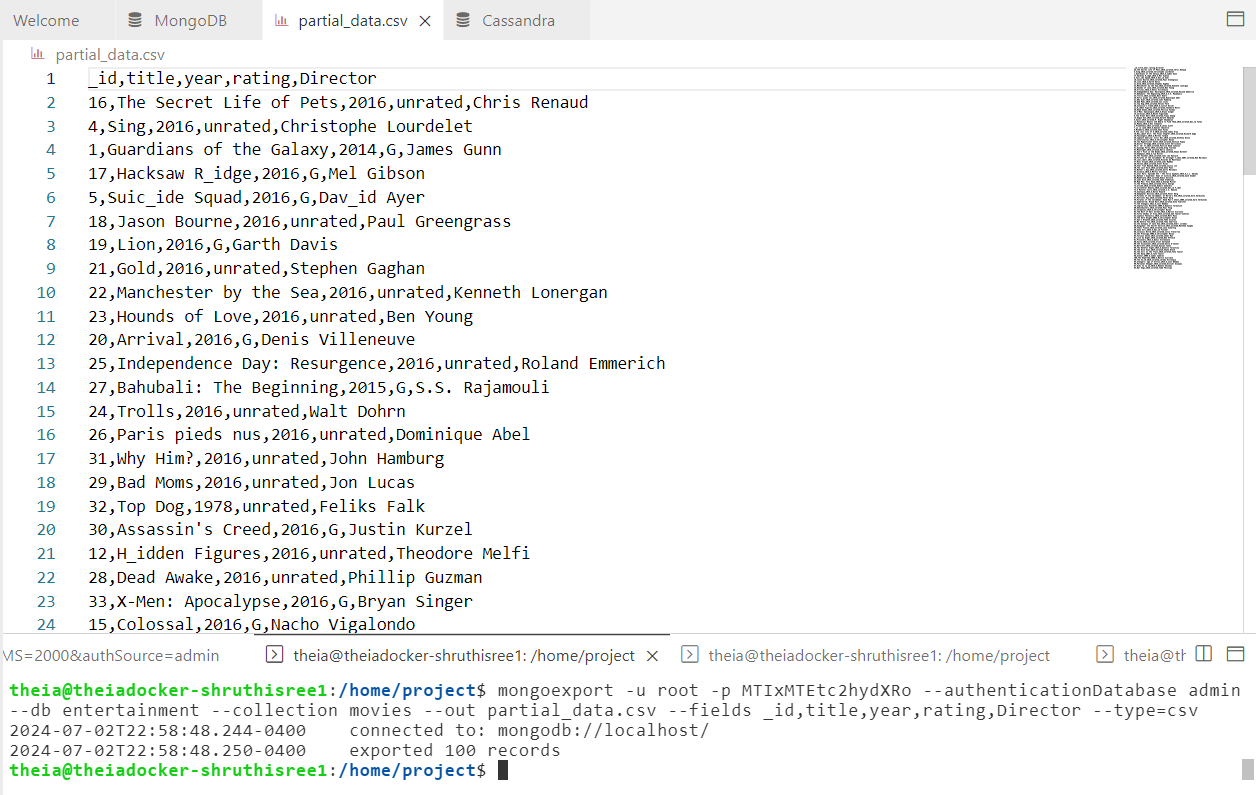 Welcome MongoDB partial_data.csv Cassandra
partial_data.csv
1 _id,title,year,rating,Director
2 16,The Secret Life of Pets,2016,unrated,Chris Renaud
3 4,Sing,2016,unrated,Christophe Lourdelet
4 1,Guardians of the Galaxy,2014,G,James Gunn
5 17,Hacksaw R_idge,2016,G,Mel Gibson
6 5,Suic_ide Squad,2016,G,Dav_id Ayer
7 18,Jason Bourne,2016,unrated,Paul Greengrass
8 19,Lion,2016,G,Garth Davis
9 21,Gold,2016,unrated,Stephen Gaghan
10 22,Manchester by the Sea,2016,unrated,Kenneth Lonergan
11 23,Hounds of Love,2016,unrated,Ben Young
12 20,Arrival,2016,G,Denis Villeneuve
13 25,Independence Day: Resurgence,2016,unrated,Roland Emmerich
14 27,Bahubali: The Beginning,2015,G,S.S. Rajamouli
15 24,Trolls,2016,unrated,Walt Dohrn
16 26,Paris pieds nus,2016,unrated,Dominique Abel
17 31,Why Him?,2016,unrated,John Hamburg
18 29,Bad Moms,2016,unrated,Jon Lucas
19 32,Top Dog,1978,unrated,Feliks Falk
20 30,Assassin's Creed,2016,G,Justin Kurzel
21 12,H_idden Figures,2016,unrated,Theodore Melfi
22 28,Dead Awake,2016,unrated,Phillip Guzman
23 33,X-Men: Apocalypse,2016,G,Bryan Singer
24 15,Colossal,2016,G,Nacho Vigalondo
MS=2000&authSource=admin theia@theiadocker-shruthisree1: /home/project theia@theiadocker-shruthisree1: /home/project theia@th
theia@theiadocker-shruthisree1:/home/project$ mongoexport -u root -p MTIxMTEtc2hydXRo --authenticationDatabase admin
--db entertainment --collection movies --out partial_data.csv --fields _id,title,year,rating,Director --type=csv
2024-07-02T22:58:48.244-0400 connected to: mongodb://localhost/
2024-07-02T22:58:48.250-0400 exported 100 records
theia@theiadocker-shruthisree1:/home/project$